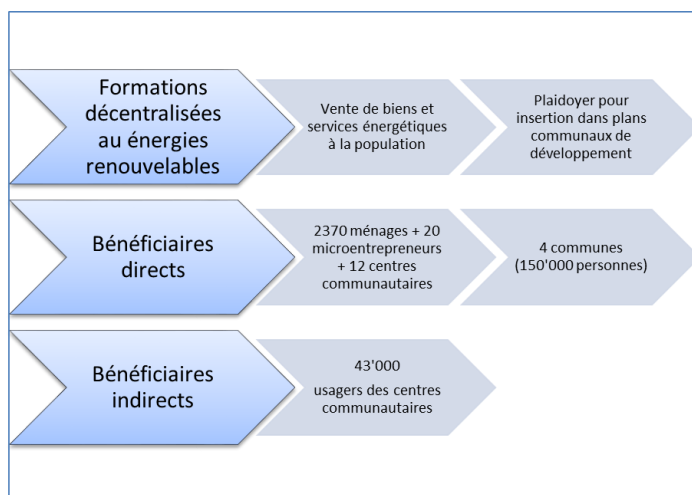 Formations
décentralisées
au énergies
renouvelables
Vente de biens et
services énergétiques
à la population
Plaidoyer pour
insertion dans plans
communaux de
développement
Bénéficiaires
directs
2370 ménages + 20
microentrepreneurs
+ 12 centres
communautaires
4 communes
(150'000 personnes)
Bénéficiaires
indirects
43'000
usagers des centres
communautaires